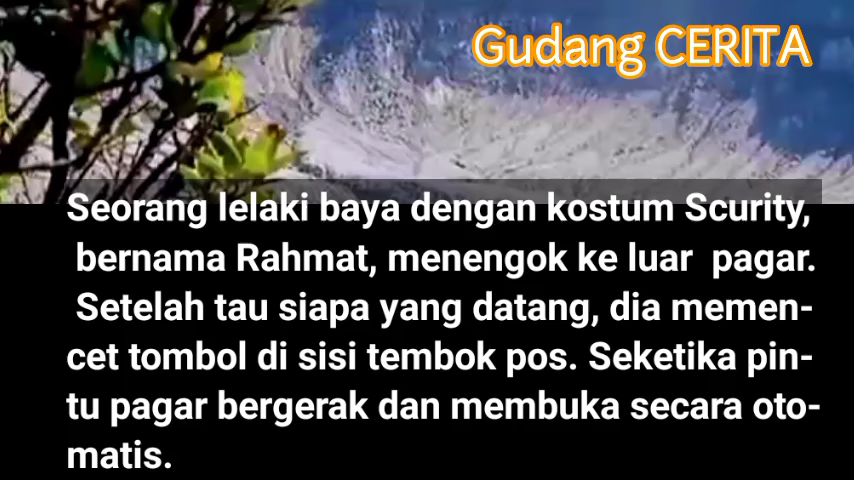 Gudang CERITA
Seorang lelaki baya dengan kostum Scurity,
bernama Rahmat, menengok ke luar  pagar.
Setelah tau siapa yang datang, dia memen-
cet tombol di sisi tembok pos. Seketika pin-
tu pagar bergerak dan membuka secara oto-
matis.